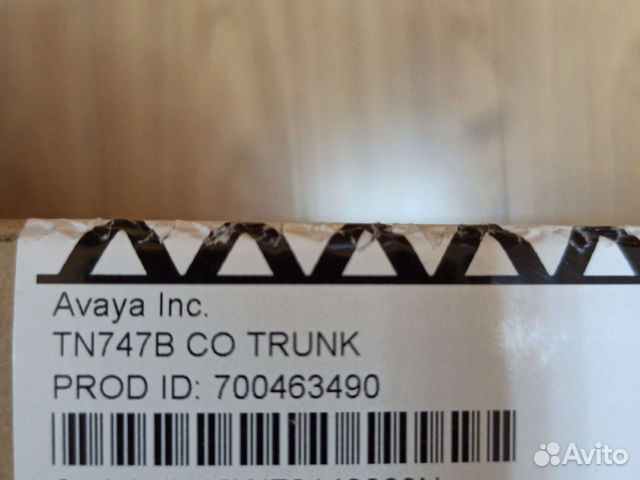 Avaya Inc.
TN747B CO TRUNK
PROD ID: 700463490
Avito